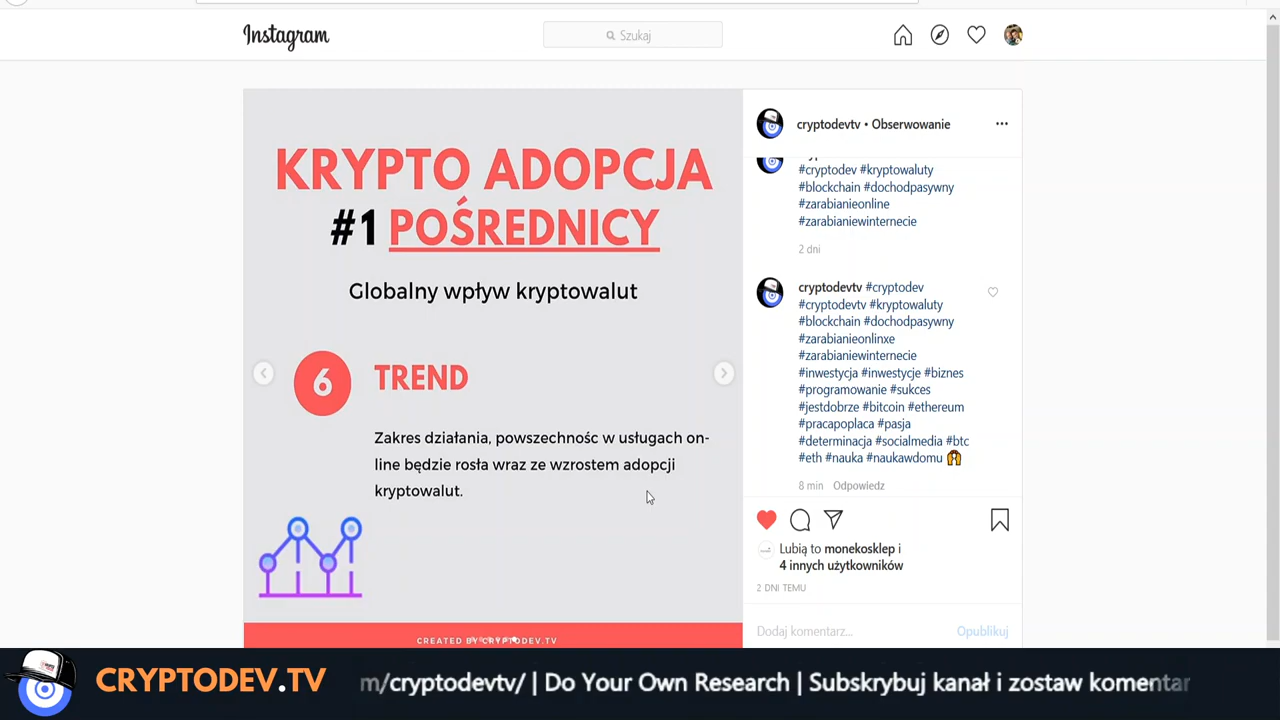 Instagram
Szukaj
KRYPTO ADOPCJA
#1 POŚREDNICY
Globalny wpływ kryptowalut
6
TREND
Zakres działania, powszechnośc w usługach on-
line będzie rosła wraz ze wzrostem adopcji
kryptowalut.
CREATED BY CRYPTODEV.TV
cryptodevtv • Obserwowanie
#cryptodev #kryptowaluty
#blockchain #dochodpasywny
#zarabianieonline
#zarabianiewinternecie
2 dni
cryptodevtv #cryptodev
#cryptodevtv #kryptowaluty
#blockchain #dochodpasywny
#zarabianieonlinxe
#zarabianiewinternecie
#inwestycja #inwestycje #biznes
#programowanie #sukces
#jestdobrze #bitcoin #ethereum
#pracapoplaca #pasja
#determinacja #socialmedia #btc
#eth #nauka #naukawdomu 🙌
8 min Odpowiedz
Lubią to monekosklep i
4 innych użytkowników
2 DNI TEMU
Dodaj komentarz... Opublikuj
CRYPTODEV.TV
m/cryptodevtv/ | Do Your Own Research | Subskrybuj kanał i zostaw komentar